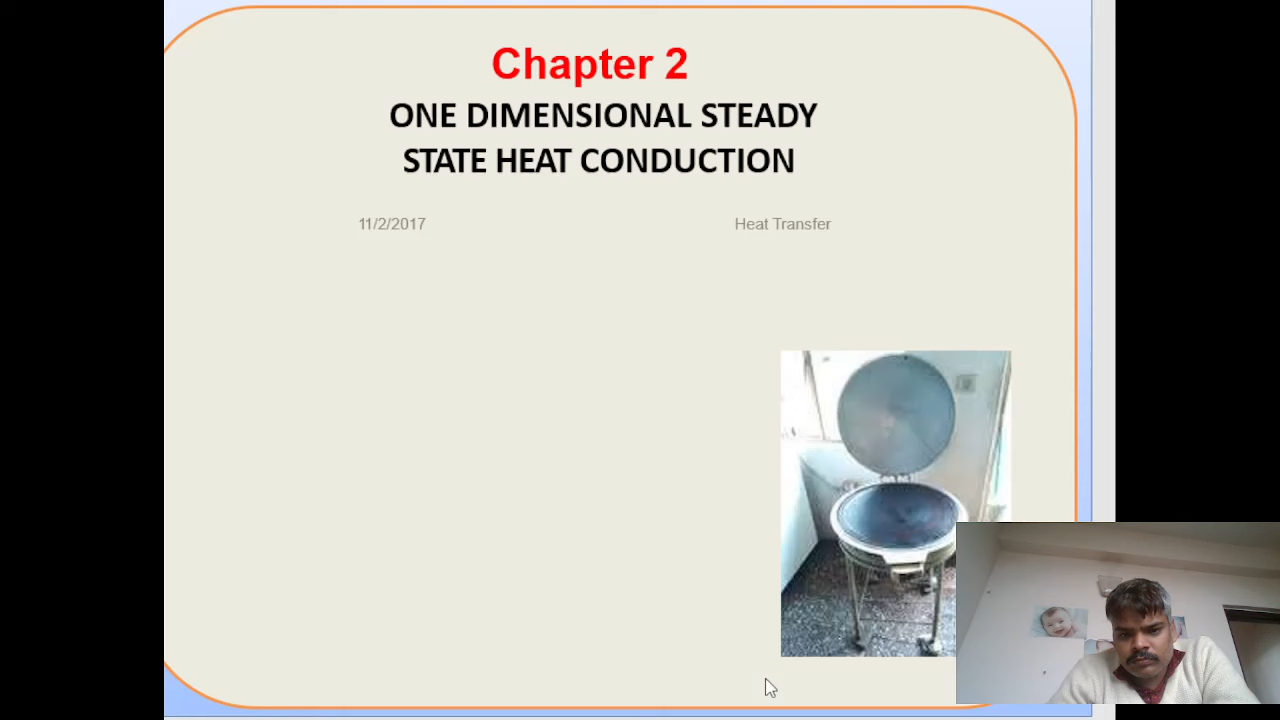 Chapter 2
ONE DIMENSIONAL STEADY
STATE HEAT CONDUCTION
11/2/2017
Heat Transfer